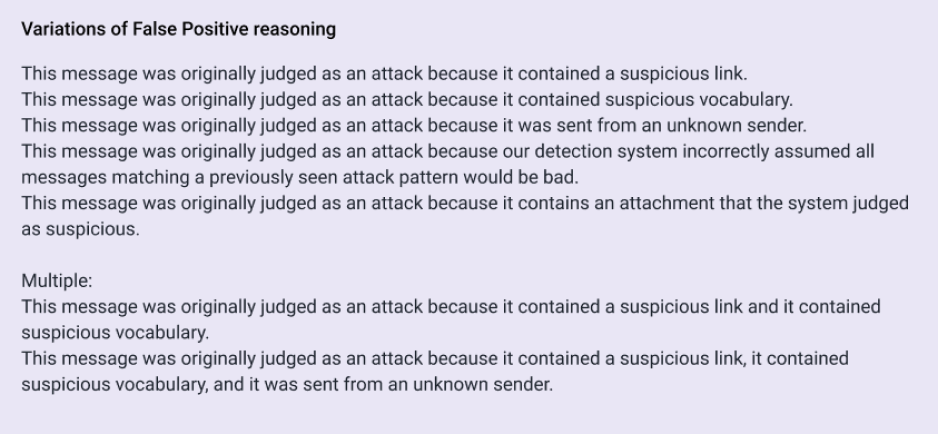 Variations of False Positive reasoning
This message was originally judged as an attack because it contained a suspicious link.
This message was originally judged as an attack because it contained suspicious vocabulary.
This message was originally judged as an attack because it was sent from an unknown sender.
This message was originally judged as an attack because our detection system incorrectly assumed all
messages matching a previously seen attack pattern would be bad.
This message was originally judged as an attack because it contains an attachment that the system judged
as suspicious.
Multiple:
This message was originally judged as an attack because it contained a suspicious link and it contained
suspicious vocabulary.
This message was originally judged as an attack because it contained a suspicious link, it contained
suspicious vocabulary, and it was sent from an unknown sender.